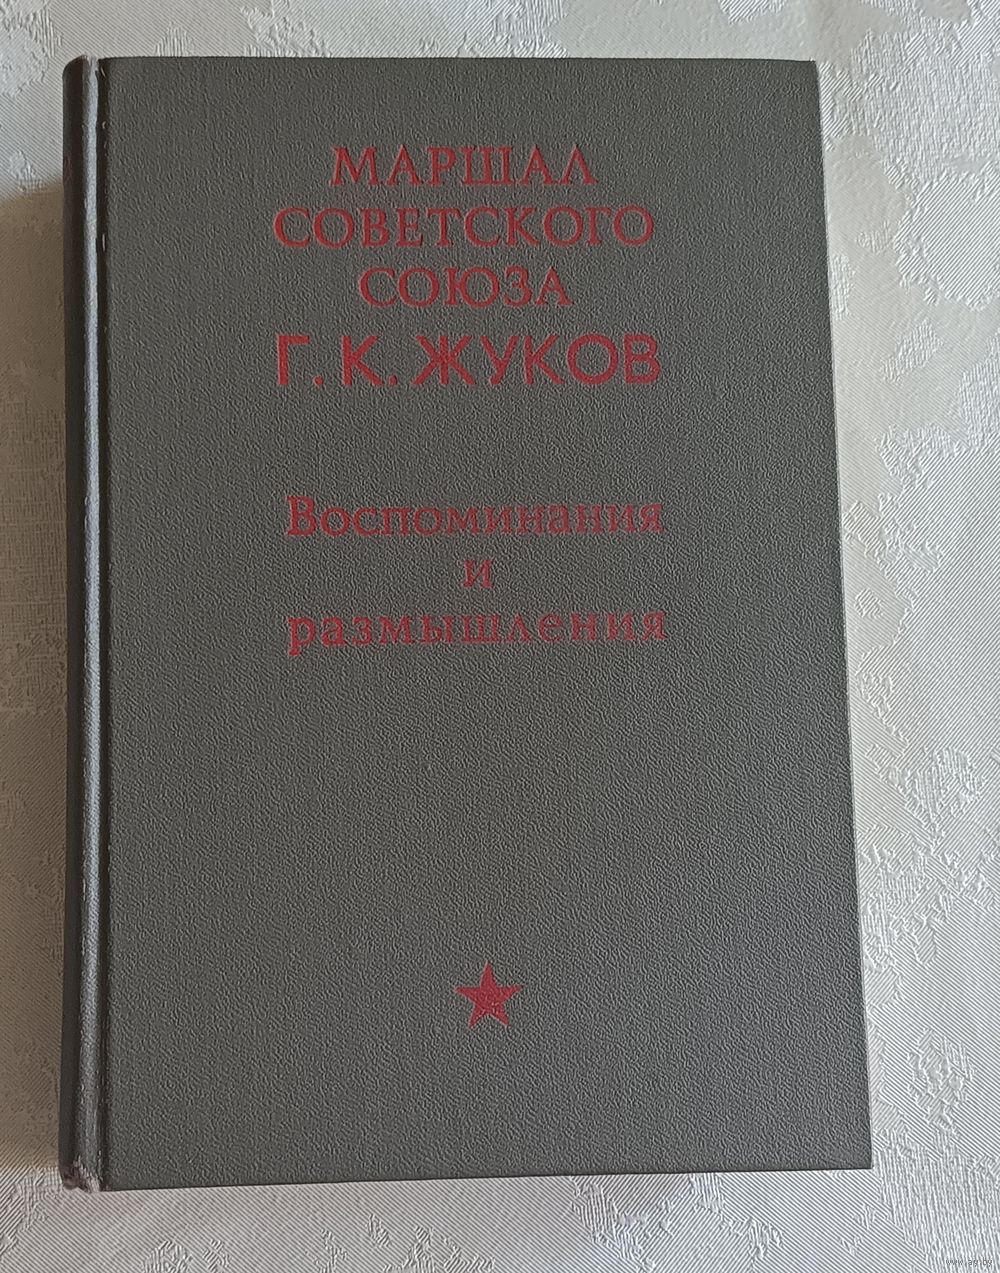 МАРШАЛ
СОВЕТСКОГО
СОЮЗА
Г. К. ЖУКОВ
Воспоминания
и
размышления